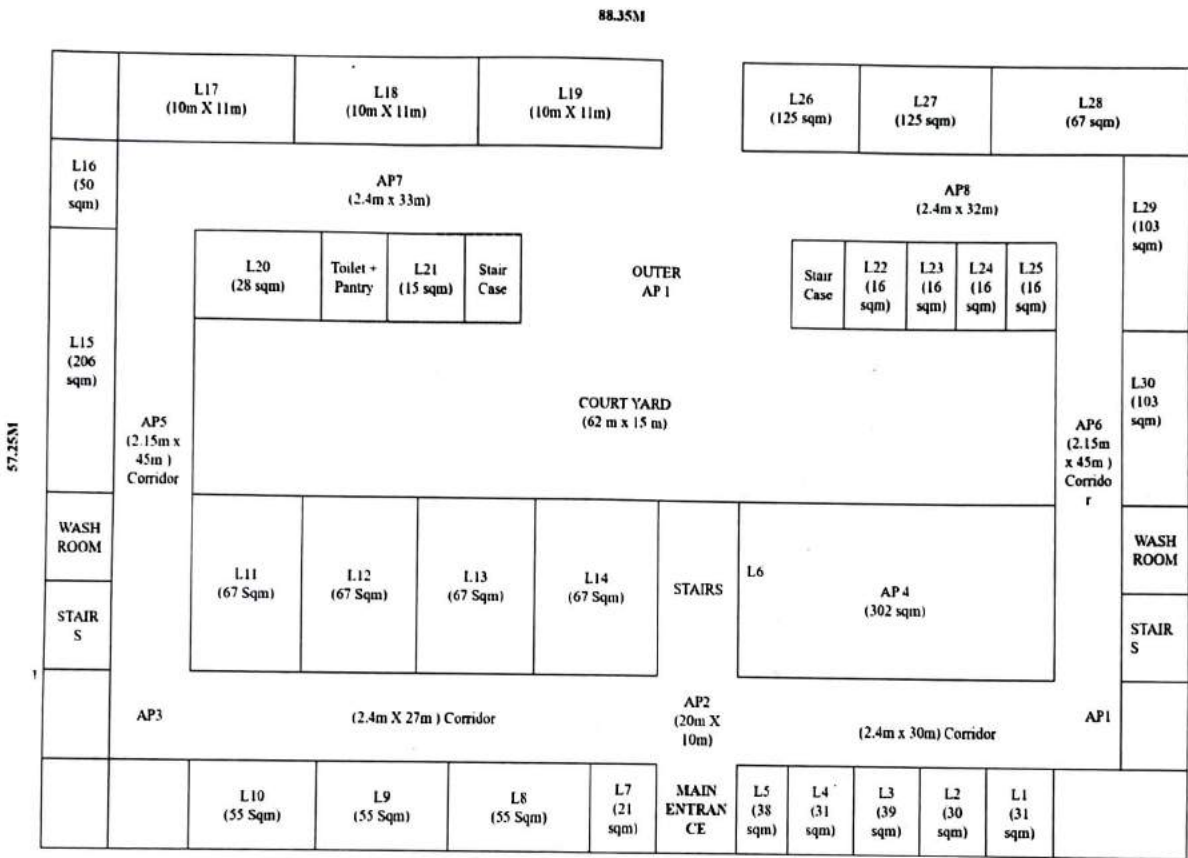 88.35M
L17
(10m X 11m)
L18
(10m X 11m)
L19
(10m X 11m)
L26
(125 sqm)
L27
(125 sqm)
L28
(67 sqm)
L16
(50
sqm)
AP7
(2.4m x 33m)
AP8
(2.4m x 32m)
L29
(103
sqm)
L20
(28 sqm)
Toilet +
Pantry
L21
(15 sqm)
Stair
Case
OUTER
AP 1
Stair
Case
L22
(16
sqm)
L23
(16
sqm)
L24
(16
sqm)
L25
(16
sqm)
L15
(206
sqm)
57.25M
AP5
(2.15m x
45m )
Corridor
COURT YARD
(62 m x 15 m)
AP6
(2.15m
x 45m )
Corrido
r
L30
(103
sqm)
WASH
ROOM
L11
(67 Sqm)
L12
(67 Sqm)
L13
(67 Sqm)
L14
(67 Sqm)
STAIRS
L6
AP 4
(302 sqm)
WASH
ROOM
STAIR
S
STAIR
S
AP3
(2.4m X 27m ) Corridor
AP2
(20m X
10m)
(2.4m x 30m) Corridor
AP1
L10
(55 Sqm)
L9
(55 Sqm)
L8
(55 Sqm)
L7
(21
sqm)
MAIN
ENTRAN
CE
L5
(38
sqm)
L4
(31
sqm)
L3
(39
sqm)
L2
(30
sqm)
L1
(31
sqm)